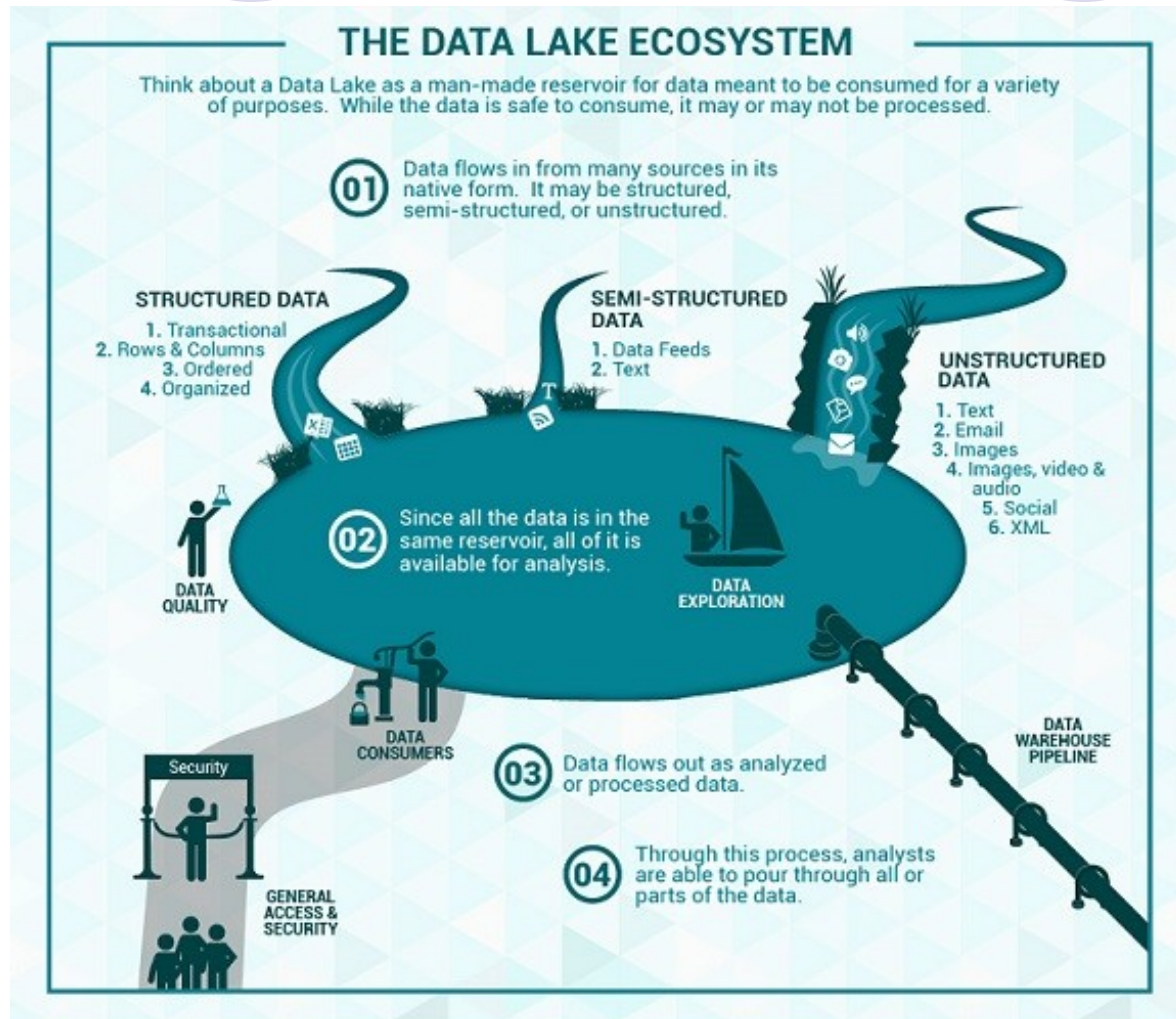 THE DATA LAKE ECOSYSTEM
Think about a Data Lake as a man-made reservoir for data meant to be consumed for a variety
of purposes. While the data is safe to consume, it may or may not be processed.
01
Data flows in from many sources in its
native form. It may be structured,
semi-structured, or unstructured.
STRUCTURED DATA
1. Transactional
2. Rows & Columns
3. Ordered
4. Organized
SEMI-STRUCTURED
DATA
1. Data Feeds
2. Text
T
UNSTRUCTURED
DATA
1. Text
2. Email
3. Images
4. Images, video &
audio
5. Social
6. XML
DATA
QUALITY
02
Since all the data is in the
same reservoir, all of it is
available for analysis.
DATA
EXPLORATION
DATA
CONSUMERS
DATA
WAREHOUSE
PIPELINE
03
Data flows out as analyzed
or processed data.
Security
04
Through this process, analysts
are able to pour through all or
parts of the data.
GENERAL
ACCESS &
SECURITY